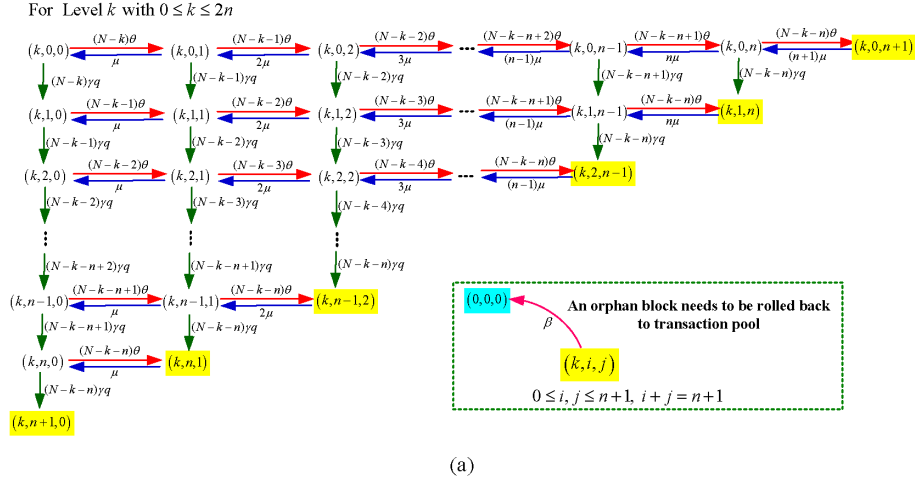 For Level k with 0 ≤ k ≤ 2n
(N−k)θ (N−k−1)θ (N−k−2)θ (N−k−n+2)θ (N−k−n+1)θ (N−k−n)θ
(k,0,0) (k,0,1) (k,0,2) ··· (k,0,n−1) (k,0,n) (k,0,n+1)
μ 2μ 3μ (n−1)μ nμ (n+1)μ
(N−k)γq (N−k−1)γq (N−k−2)γq (N−k−n+1)γq (N−k−n)γq
(N−k−1)θ (N−k−2)θ (N−k−3)θ (N−k−n+1)θ (N−k−n)θ
(k,1,0) (k,1,1) (k,1,2) ··· (k,1,n−1) (k,1,n)
μ 2μ 3μ (n−1)μ nμ
(N−k−1)γq (N−k−2)γq (N−k−3)γq (N−k−n)γq
(N−k−2)θ (N−k−3)θ (N−k−4)θ (N−k−n)θ
(k,2,0) (k,2,1) (k,2,2) ··· (k,2,n−1)
μ 2μ 3μ (n−1)μ
(N−k−2)γq (N−k−3)γq (N−k−4)γq
⋮ ⋮ ⋮
(N−k−n+2)γq (N−k−n+1)γq (N−k−n)γq
(N−k−n+1)θ (N−k−n)θ
(k,n−1,0) (k,n−1,1) (k,n−1,2)
μ 2μ
(N−k−n+1)γq (N−k−n)γq
(N−k−n)θ
(k,n,0) (k,n,1)
μ
(N−k−n)γq
(k,n+1,0)
(0,0,0)
An orphan block needs to be rolled back
to transaction pool
β
(k,i,j)
0 ≤ i, j ≤ n+1, i + j = n+1
(a)